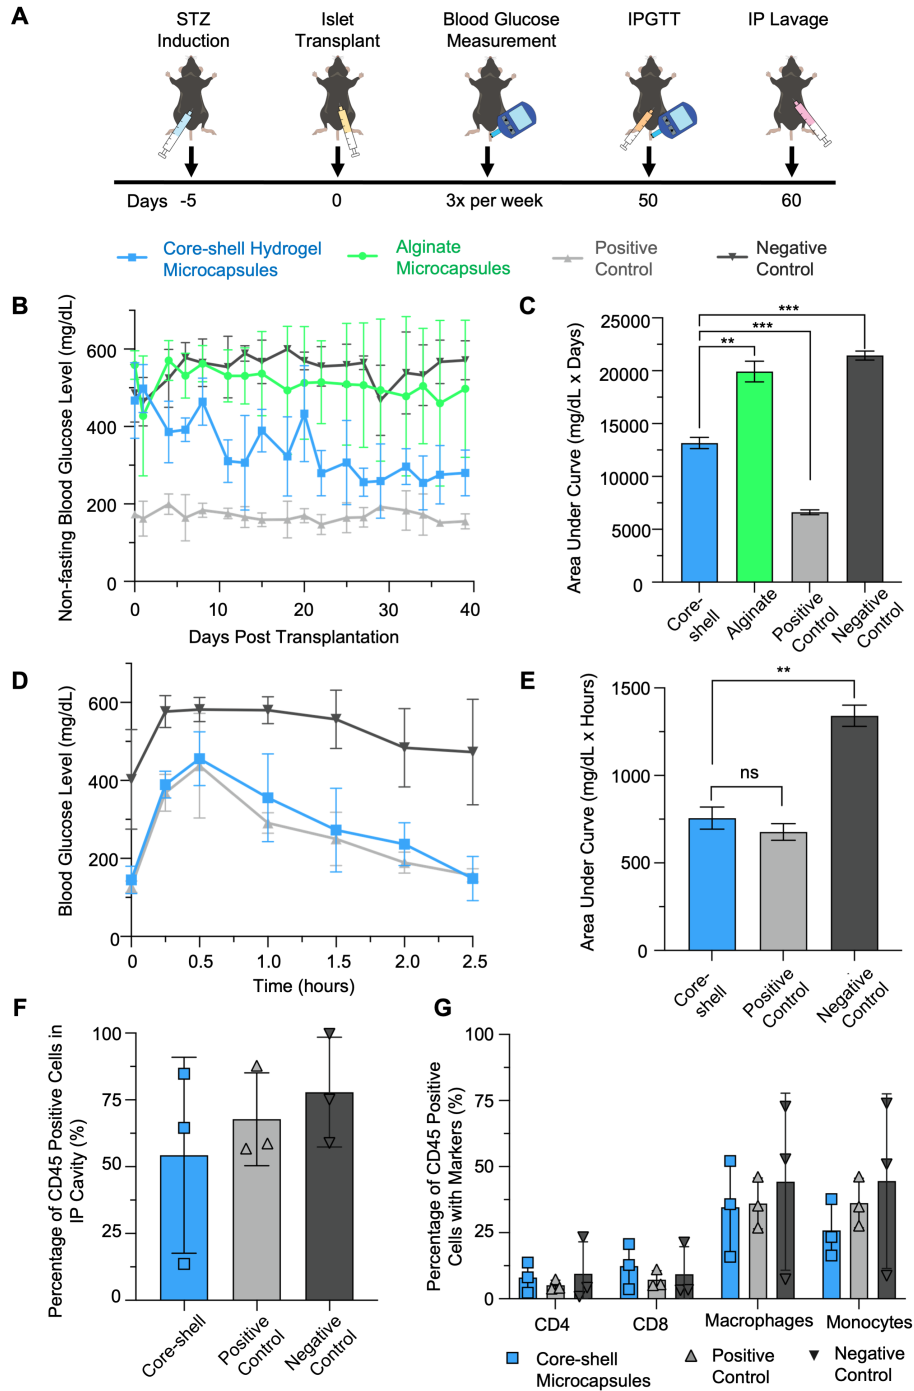 A
STZ
Induction
Islet
Transplant
Blood Glucose
Measurement
IPGTT
IP Lavage
Days -5 0 3x per week 50 60
Core-shell Hydrogel
Microcapsules
Alginate
Microcapsules
Positive
Control
Negative
Control
B
Non-fasting Blood Glucose Level (mg/dL)
600
400
200
0
0 10 20 30 40
Days Post Transplantation
C
Area Under Curve (mg/dL x Days)
25000
20000
15000
10000
5000
0
***
***
**
Core-
shell
Alginate
Positive
Control
Negative
Control
D
Blood Glucose Level (mg/dL)
600
400
200
0
0 0.5 1.0 1.5 2.0 2.5
Time (hours)
E
Area Under Curve (mg/dL x Hours)
1500
1000
500
0
**
ns
Core-
shell
Positive
Control
Negative
Control
F
Percentage of CD45 Positive Cells in
IP Cavity (%)
100
75
50
25
0
Core-shell
Positive
Control
Negative
Control
G
Percentage of CD45 Positive
Cells with Markers (%)
100
75
50
25
0
CD4 CD8 Macrophages Monocytes
Core-shell
Microcapsules
Positive
Control
Negative
Control